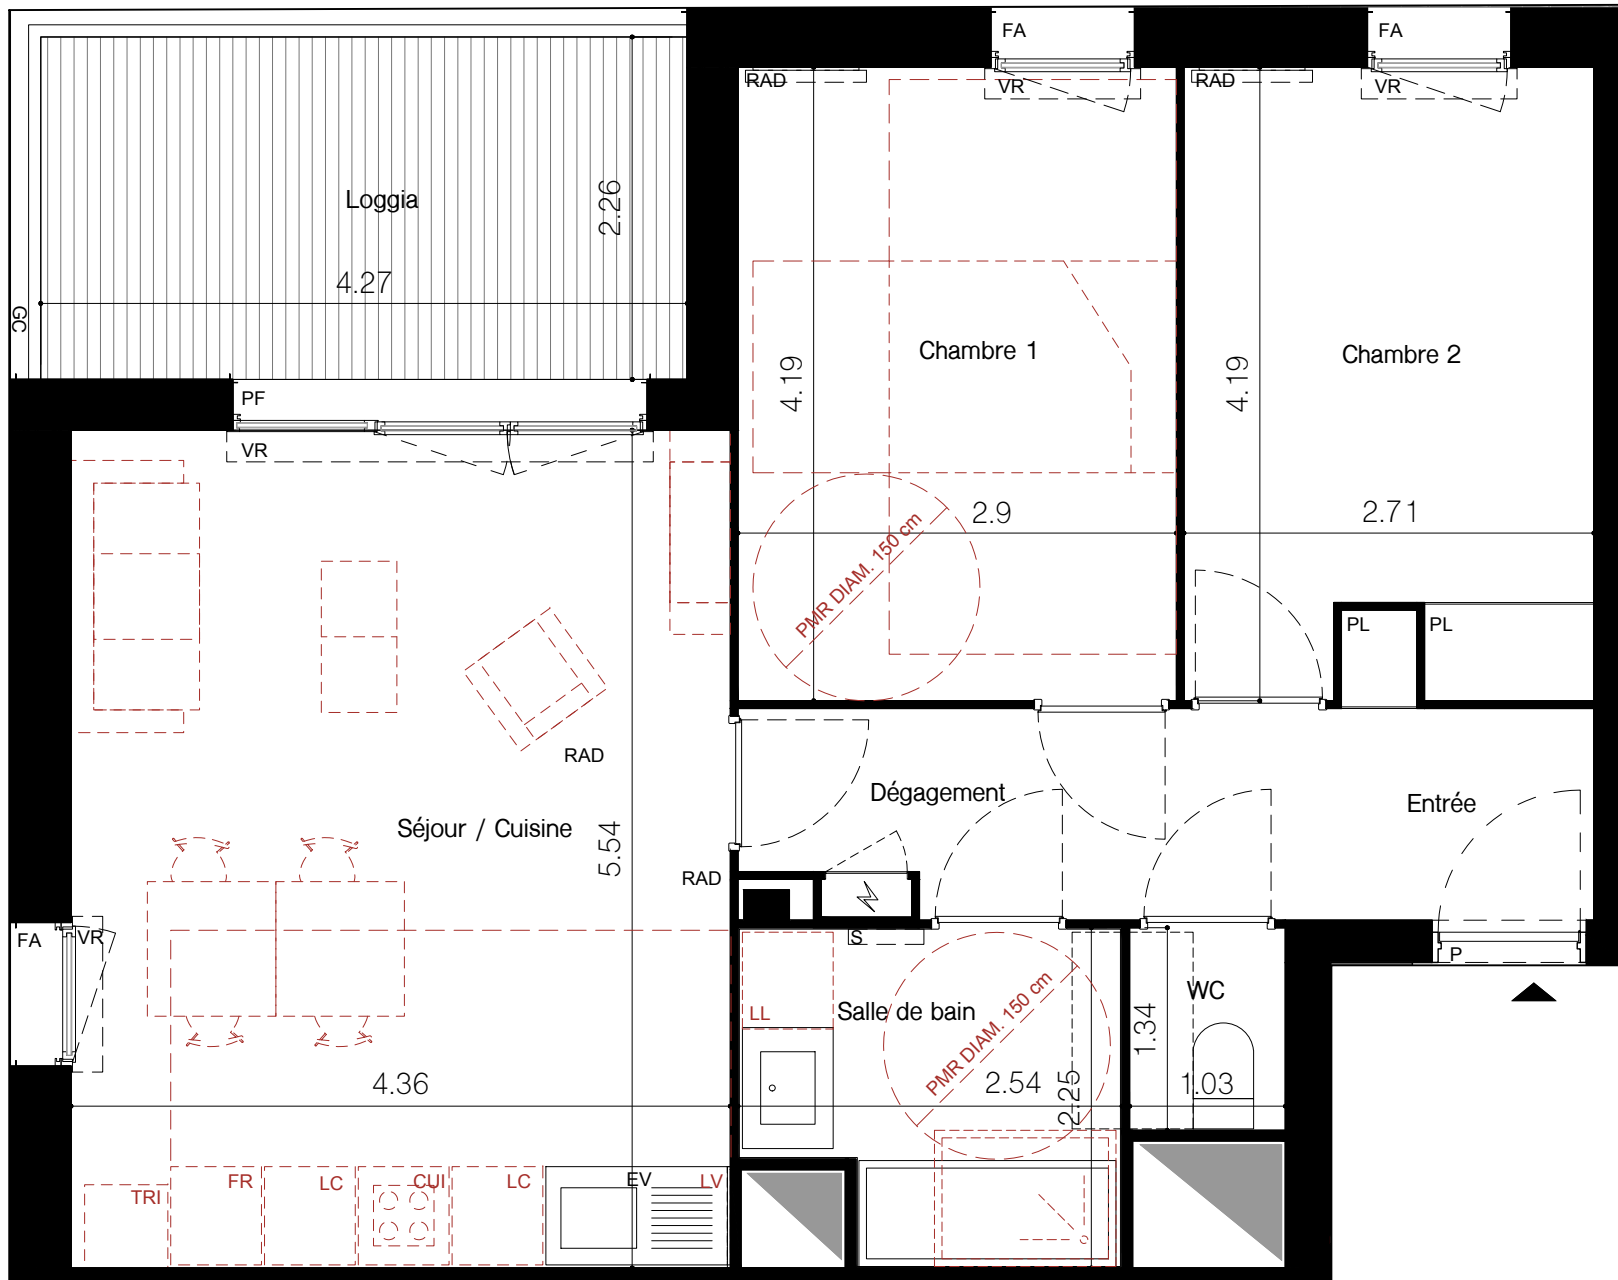 FA
FA
RAD
VR
RAD
VR
Loggia
2.26
4.27
GC
Chambre 1
Chambre 2
4.19
4.19
PF
VR
2.9
2.71
PMR DIAM. 150 cm
PL
PL
RAD
Dégagement
Entrée
Séjour / Cuisine
5.54
RAD
FA
VR
S
P
LL
Salle de bain
WC
PMR DIAM. 150 cm
1.34
4.36
2.54
2.25
1.03
TRI
FR
LC
CUI
LC
EV
LV